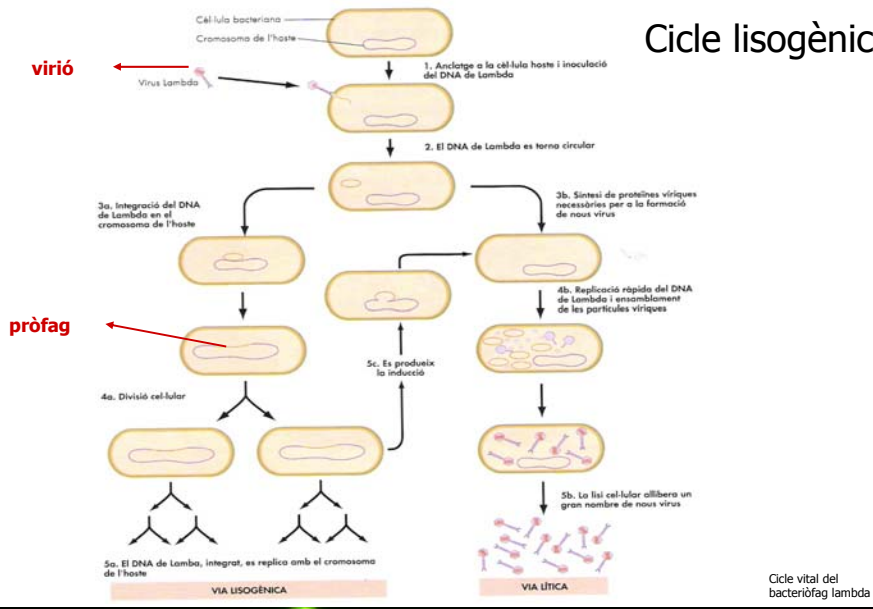 Cicle lisogènic
Cèl·lula bacteriana
Cromosoma de l'hoste
virió
Virus Lambda
1. Anclatge a la cèl·lula hoste i inoculació
del DNA de Lambda
2. El DNA de Lambda es torna circular
3a. Integració del DNA
de Lambda en el
cromosoma de l'hoste
3b. Síntesi de proteïnes víriques
necessàries per a la formació
de nous virus
pròfag
4b. Replicació ràpida del DNA
de Lambda i ensamblament
de les partícules víriques
5c. Es produeix
la inducció
4a. Divisió cel·lular
5b. La lisi cel·lular allibera un
gran nombre de nous virus
5a. El DNA de Lamba, integrat, es replica amb el cromosoma
de l'hoste
VIA LISOGÈNICA
VIA LÍTICA
Cicle vital del
bacteriòfag lambda